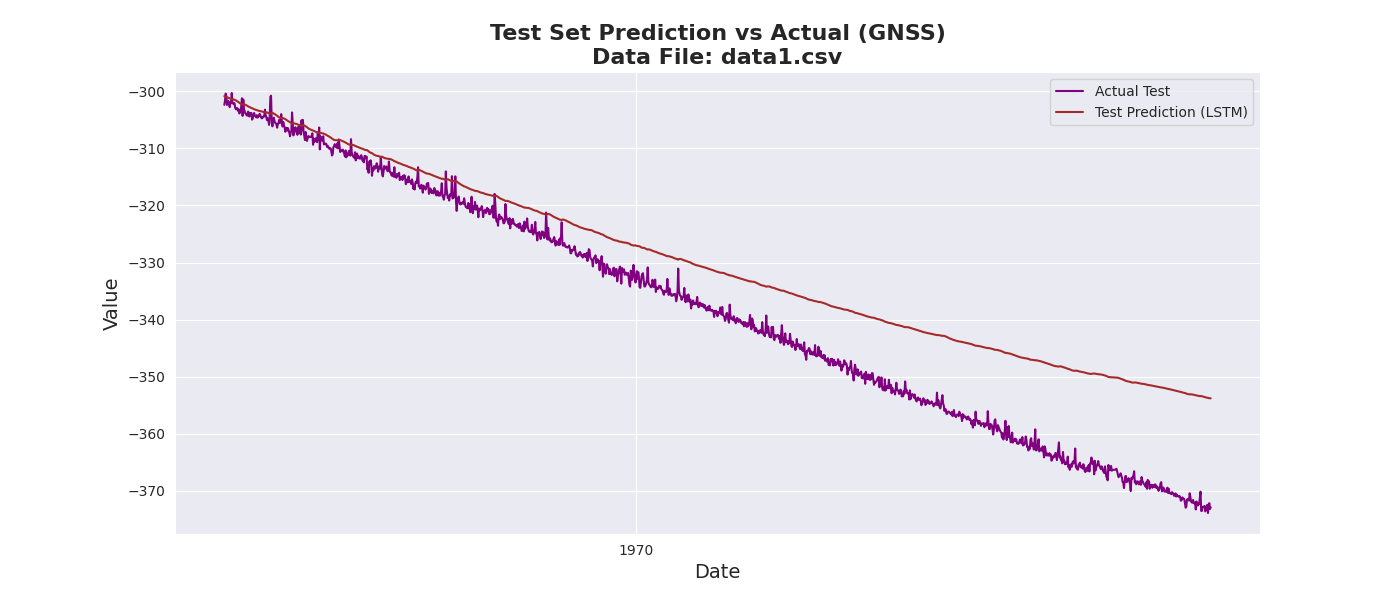 Test Set Prediction vs Actual (GNSS)
Data File: data1.csv
Actual Test
Test Prediction (LSTM)
Value
−300
−310
−320
−330
−340
−350
−360
−370
1970
Date